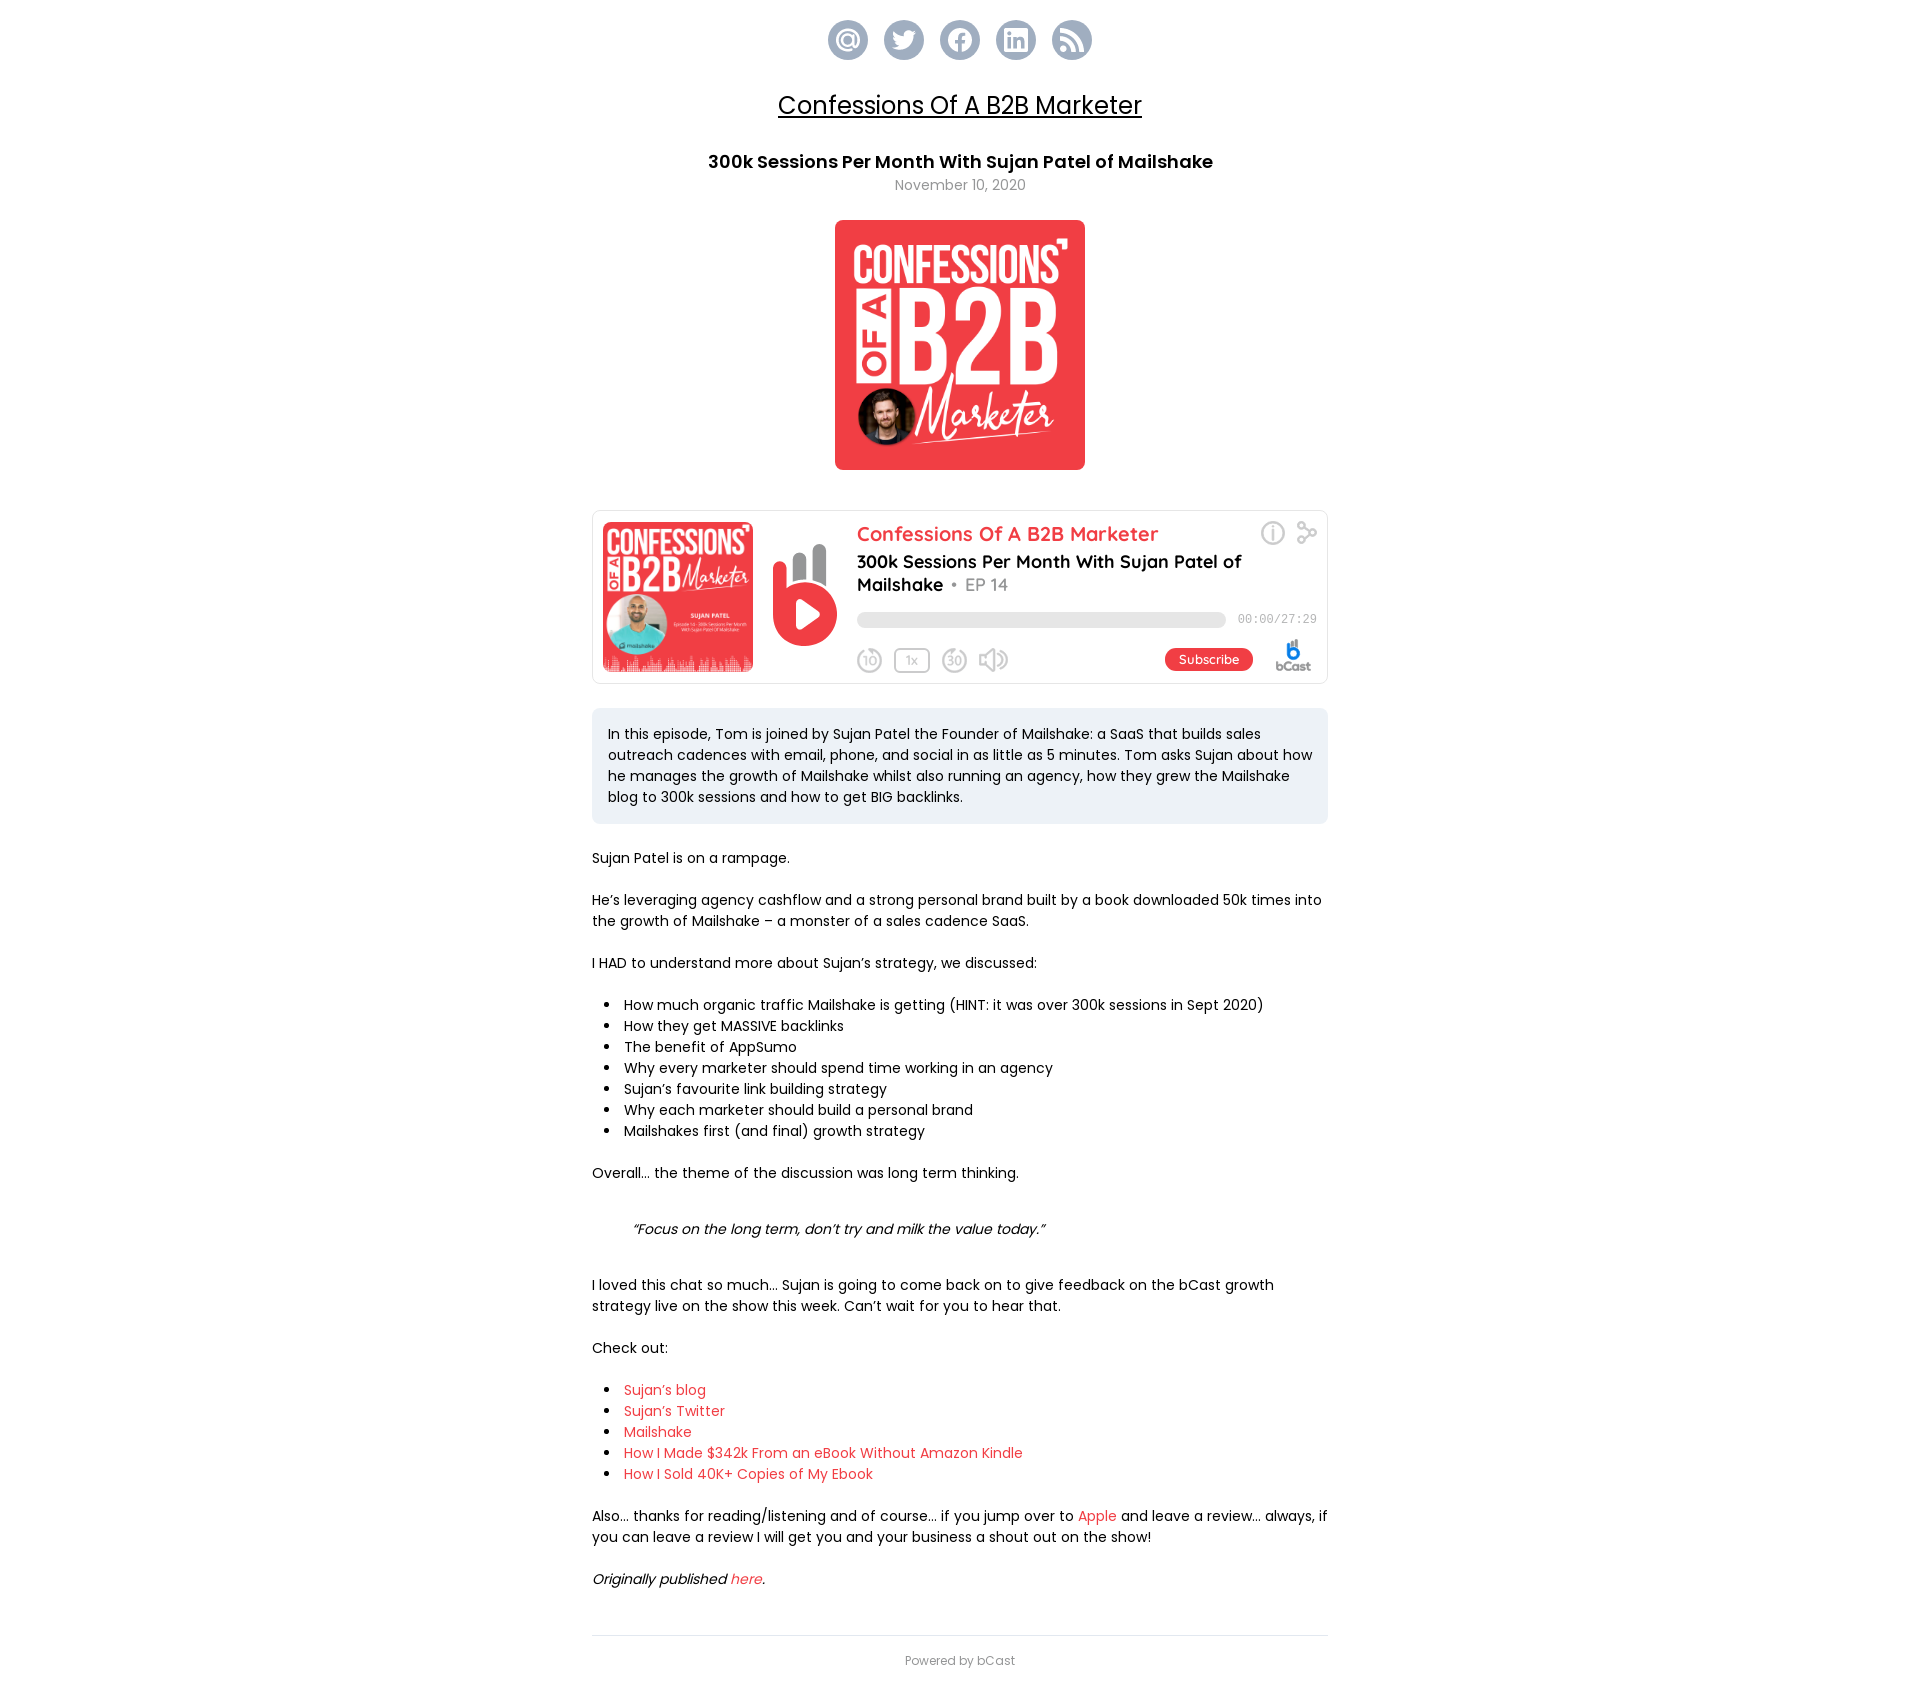 Confessions Of A B2B Marketer
300k Sessions Per Month With Sujan Patel of Mailshake
November 10, 2020
CONFESSIONS
OF A
B2B
Marketer
CONFESSIONS
OF A
B2B
Marketer
SUJAN PATEL
Episode 14 - 300k Sessions Per Month
With Sujan Patel Of Mailshake
mailshake
Confessions Of A B2B Marketer
300k Sessions Per Month With Sujan Patel of
Mailshake • EP 14
00:00/27:29
10
1x
30
Subscribe
bCast
In this episode, Tom is joined by Sujan Patel the Founder of Mailshake: a SaaS that builds sales
outreach cadences with email, phone, and social in as little as 5 minutes. Tom asks Sujan about how
he manages the growth of Mailshake whilst also running an agency, how they grew the Mailshake
blog to 300k sessions and how to get BIG backlinks.
Sujan Patel is on a rampage.
He’s leveraging agency cashflow and a strong personal brand built by a book downloaded 50k times into
the growth of Mailshake – a monster of a sales cadence SaaS.
I HAD to understand more about Sujan’s strategy, we discussed:
• How much organic traffic Mailshake is getting (HINT: it was over 300k sessions in Sept 2020)
• How they get MASSIVE backlinks
• The benefit of AppSumo
• Why every marketer should spend time working in an agency
• Sujan’s favourite link building strategy
• Why each marketer should build a personal brand
• Mailshakes first (and final) growth strategy
Overall… the theme of the discussion was long term thinking.
“Focus on the long term, don’t try and milk the value today.”
I loved this chat so much… Sujan is going to come back on to give feedback on the bCast growth
strategy live on the show this week. Can’t wait for you to hear that.
Check out:
• Sujan’s blog
• Sujan’s Twitter
• Mailshake
• How I Made $342k From an eBook Without Amazon Kindle
• How I Sold 40K+ Copies of My Ebook
Also… thanks for reading/listening and of course… if you jump over to Apple and leave a review… always, if
you can leave a review I will get you and your business a shout out on the show!
Originally published here.
Powered by bCast